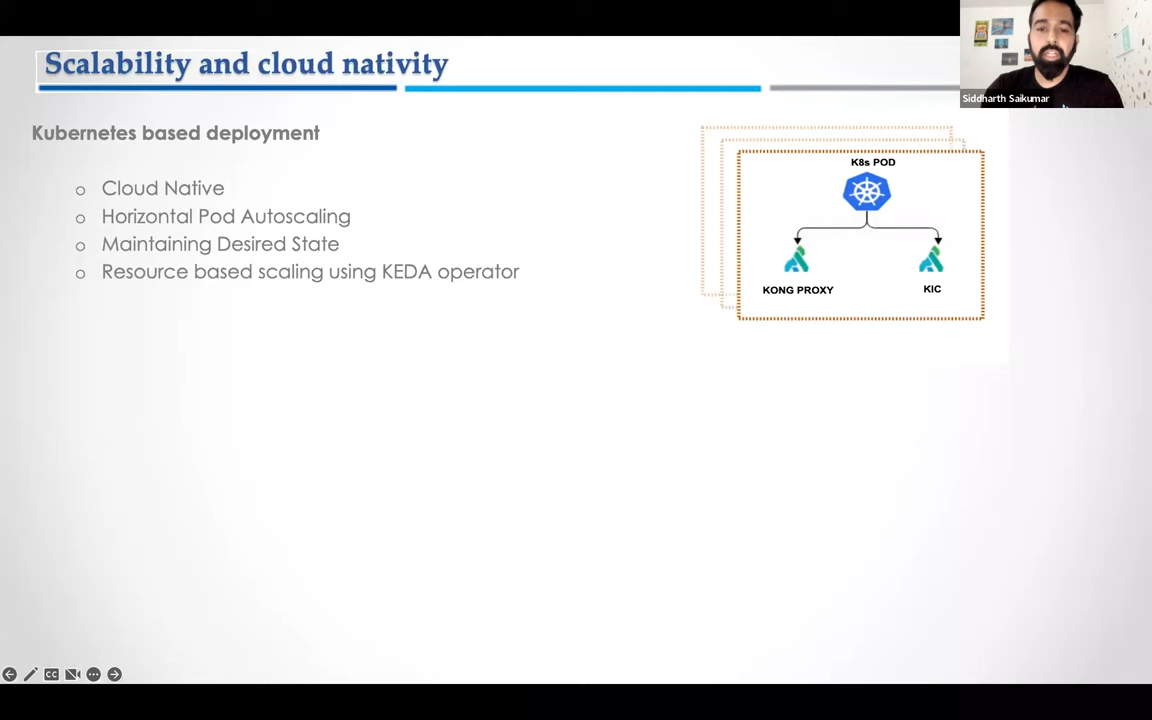 Scalability and cloud nativity
Siddharth Saikumar
Kubernetes based deployment
Cloud Native
Horizontal Pod Autoscaling
Maintaining Desired State
Resource based scaling using KEDA operator
K8s POD
KONG PROXY
KIC
CC